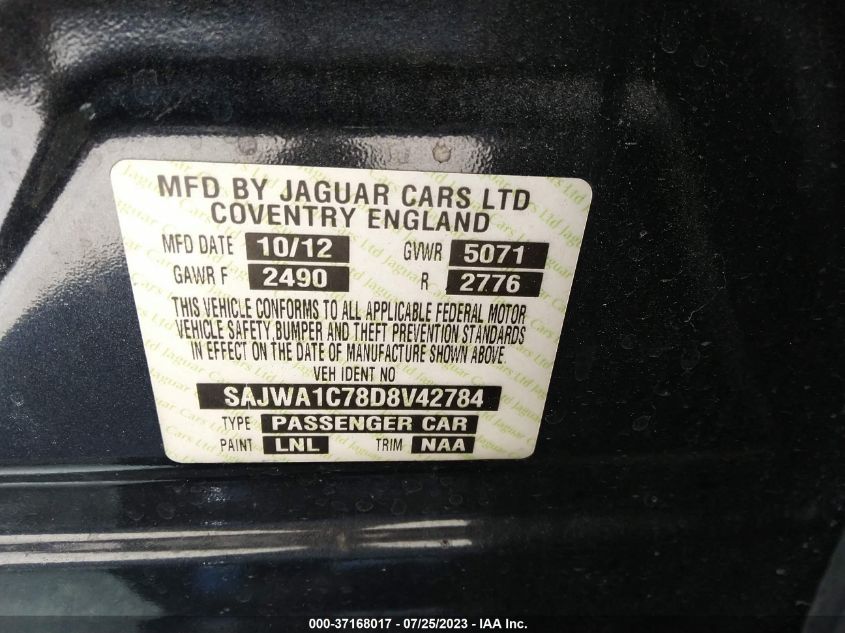 MFD BY JAGUAR CARS LTD
COVENTRY ENGLAND
MFD DATE 10/12 GVWR 5071
GAWR F 2490 R 2776
THIS VEHICLE CONFORMS TO ALL APPLICABLE FEDERAL MOTOR
VEHICLE SAFETY, BUMPER AND THEFT PREVENTION STANDARDS
IN EFFECT ON THE DATE OF MANUFACTURE SHOWN ABOVE.
VEH IDENT NO
SAJWA1C78D8V42784
TYPE PASSENGER CAR
PAINT LNL TRIM NAA
000-37168017 / 07/25/2023 - IAA Inc.